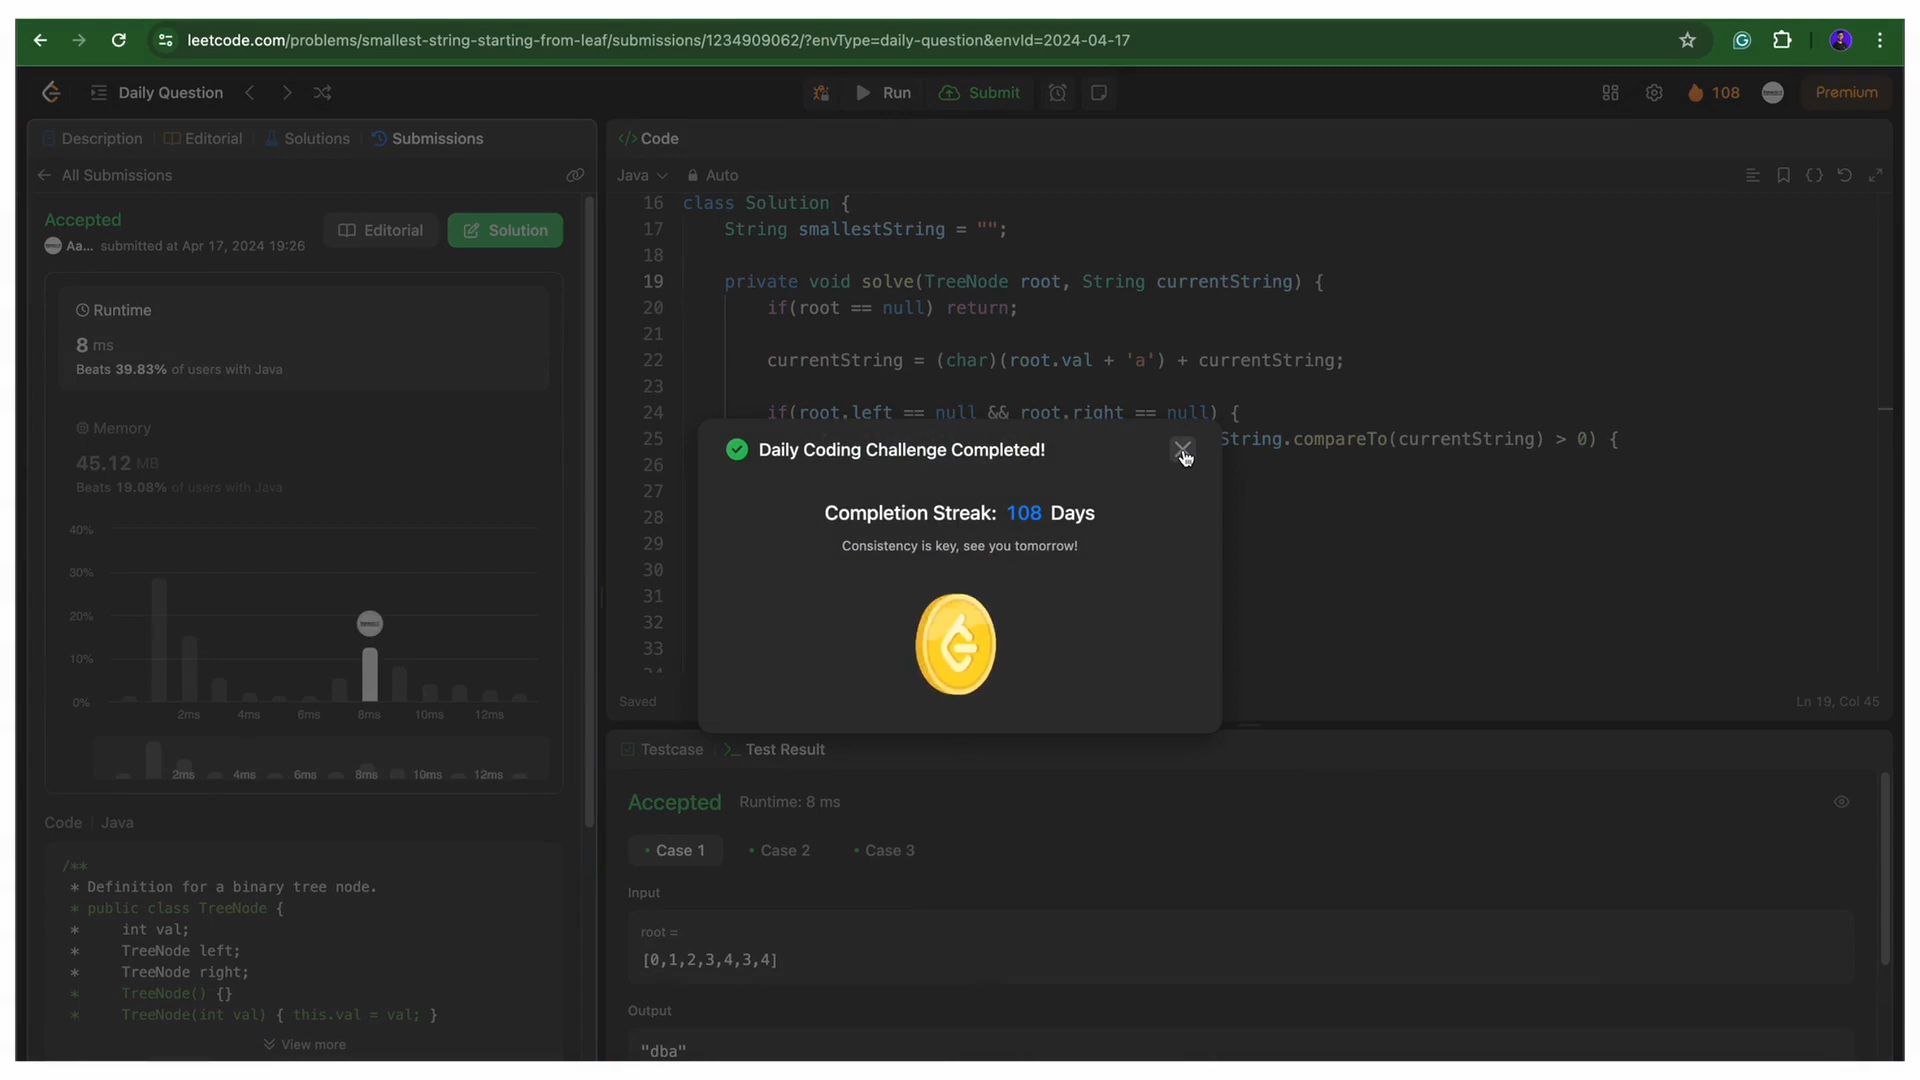 leetcode.com/problems/smallest-string-starting-from-leaf/submissions/1234909062/?envType=daily-question&envId=2024-04-17
Daily Question
Run
Submit
108
Premium
Description
Editorial
Solutions
Submissions
All Submissions
Accepted
Aa... submitted at Apr 17, 2024 19:26
Editorial
Solution
Runtime
8 ms
Beats 39.83% of users with Java
Memory
45.12 MB
Beats 19.08% of users with Java
40%
30%
20%
10%
0%
2ms 4ms 6ms 8ms 10ms 12ms
2ms 4ms 6ms 8ms 10ms 12ms
Code | Java
/**
* Definition for a binary tree node.
* public class TreeNode {
* int val;
* TreeNode left;
* TreeNode right;
* TreeNode() {}
* TreeNode(int val) { this.val = val; }
View more
</> Code
Java Auto
16 class Solution {
17 String smallestString = "";
18
19 private void solve(TreeNode root, String currentString) {
20 if(root == null) return;
21
22 currentString = (char)(root.val + 'a') + currentString;
23
24 if(root.left == null && root.right == null) {
25 String.compareTo(currentString) > 0) {
26
27
28
29
30
31
32
33
Saved
Ln 19, Col 45
Daily Coding Challenge Completed!
Completion Streak: 108 Days
Consistency is key, see you tomorrow!
Testcase
>_ Test Result
Accepted Runtime: 8 ms
• Case 1 • Case 2 • Case 3
Input
root =
[0,1,2,3,4,3,4]
Output
"dba"